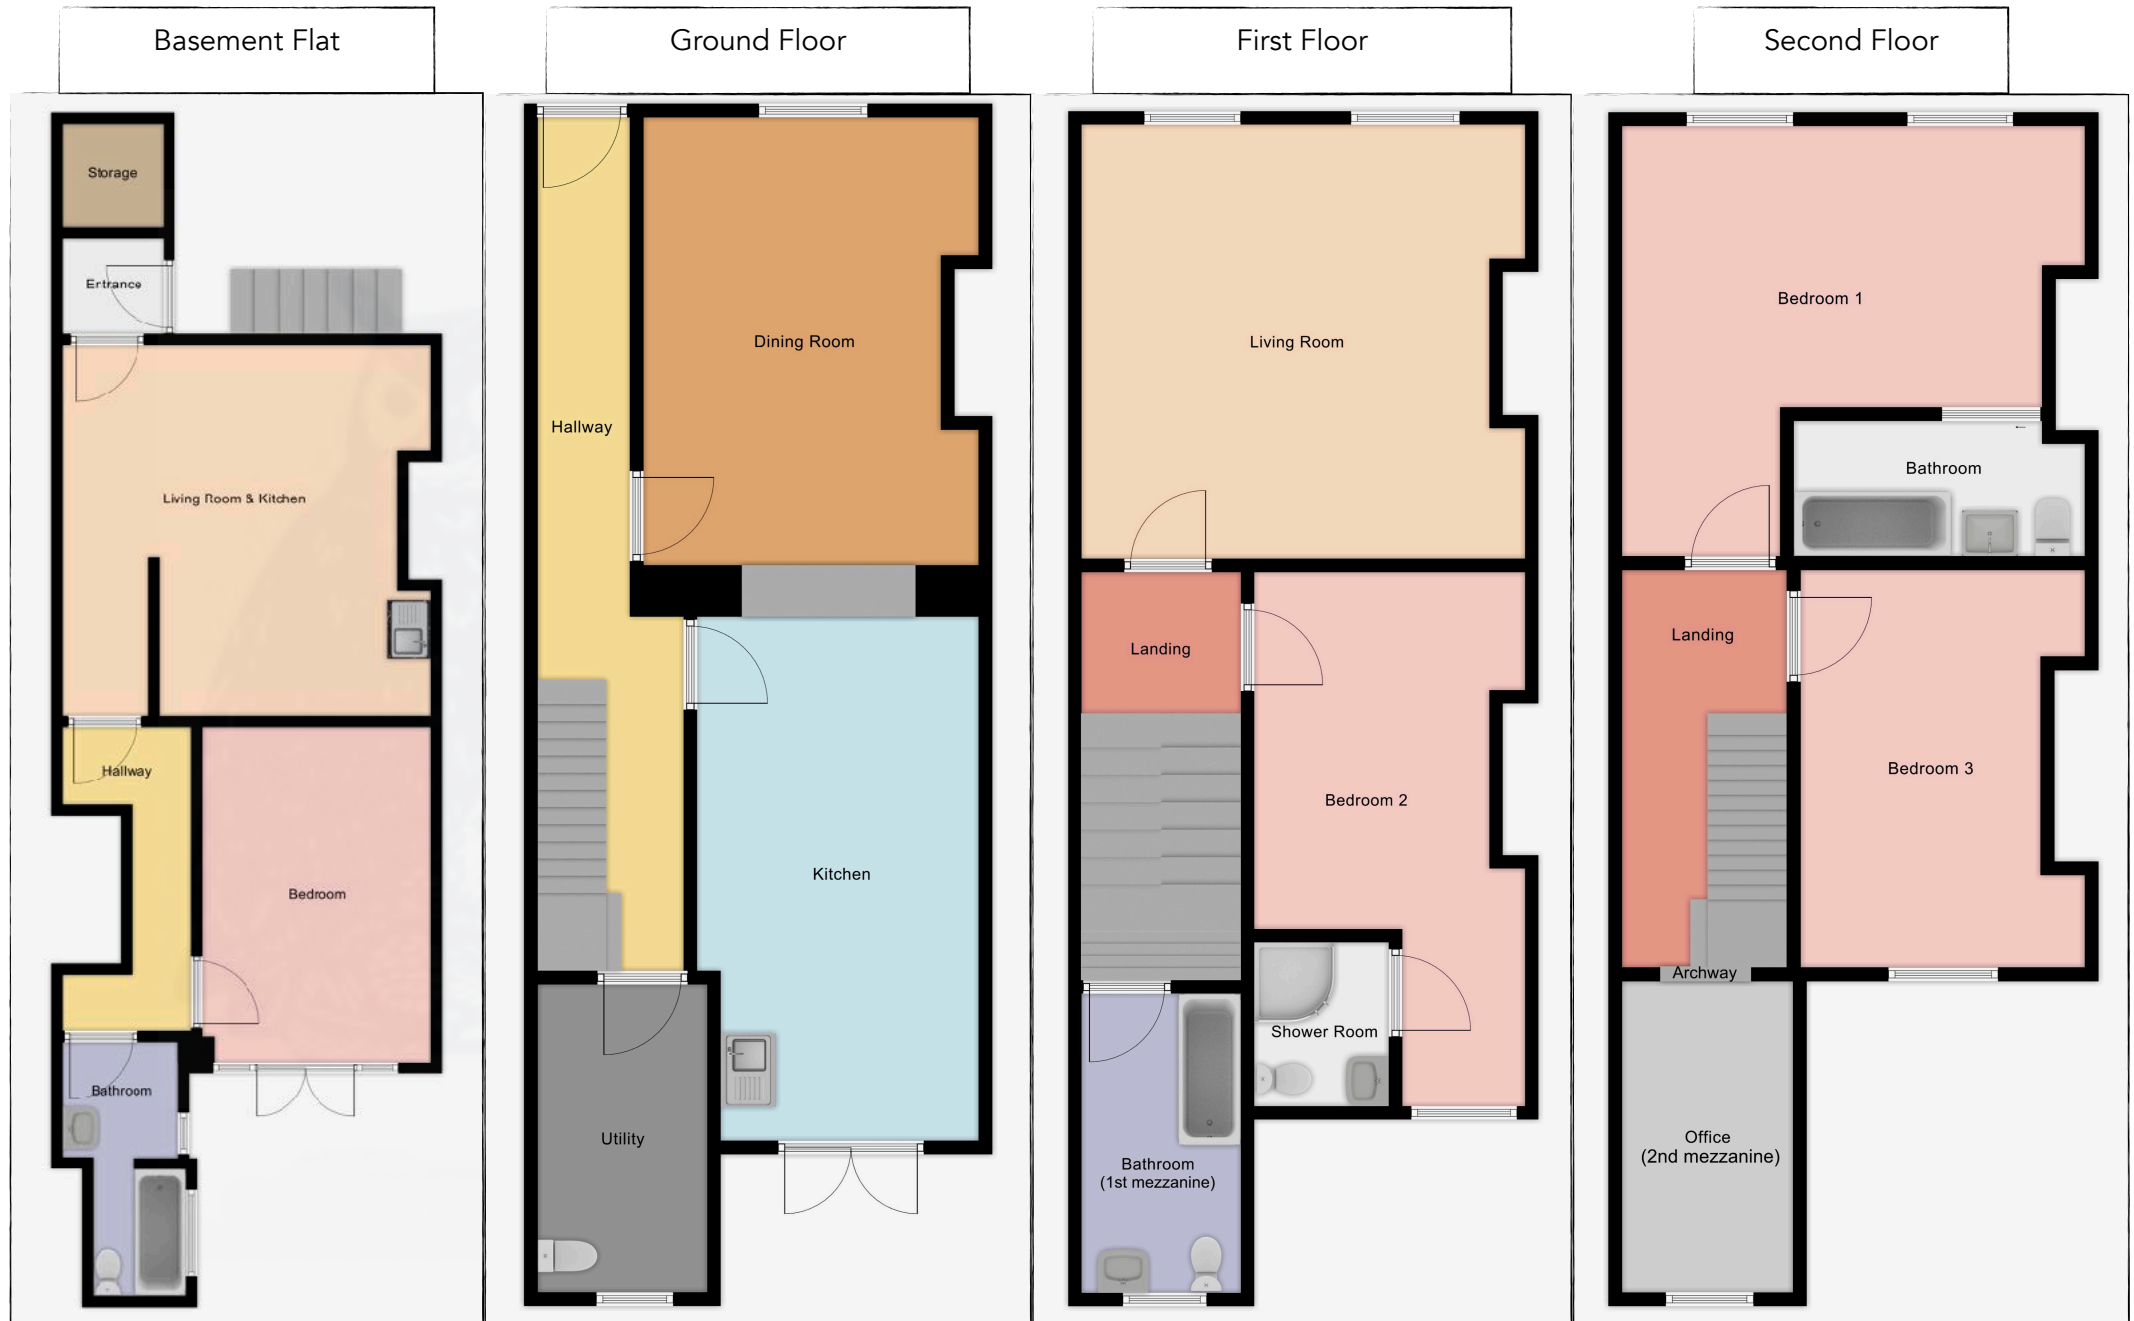 Basement Flat
Storage
Entrance
Living Room & Kitchen
Hallway
Bedroom
Bathroom
Ground Floor
Dining Room
Hallway
Kitchen
Utility
First Floor
Living Room
Landing
Bedroom 2
Shower Room
Bathroom
(1st mezzanine)
Second Floor
Bedroom 1
Bathroom
Landing
Bedroom 3
Archway
Office
(2nd mezzanine)